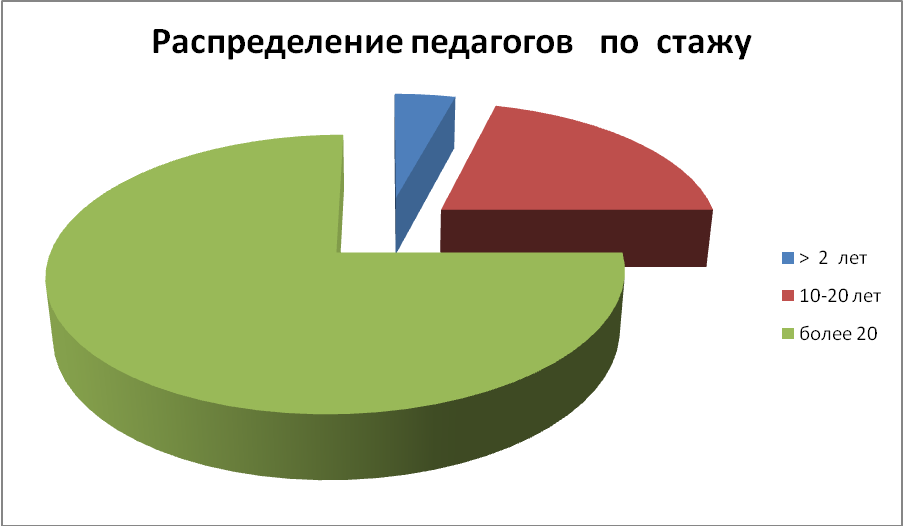 Распределение педагогов по стажу
> 2 лет
10-20 лет
более 20